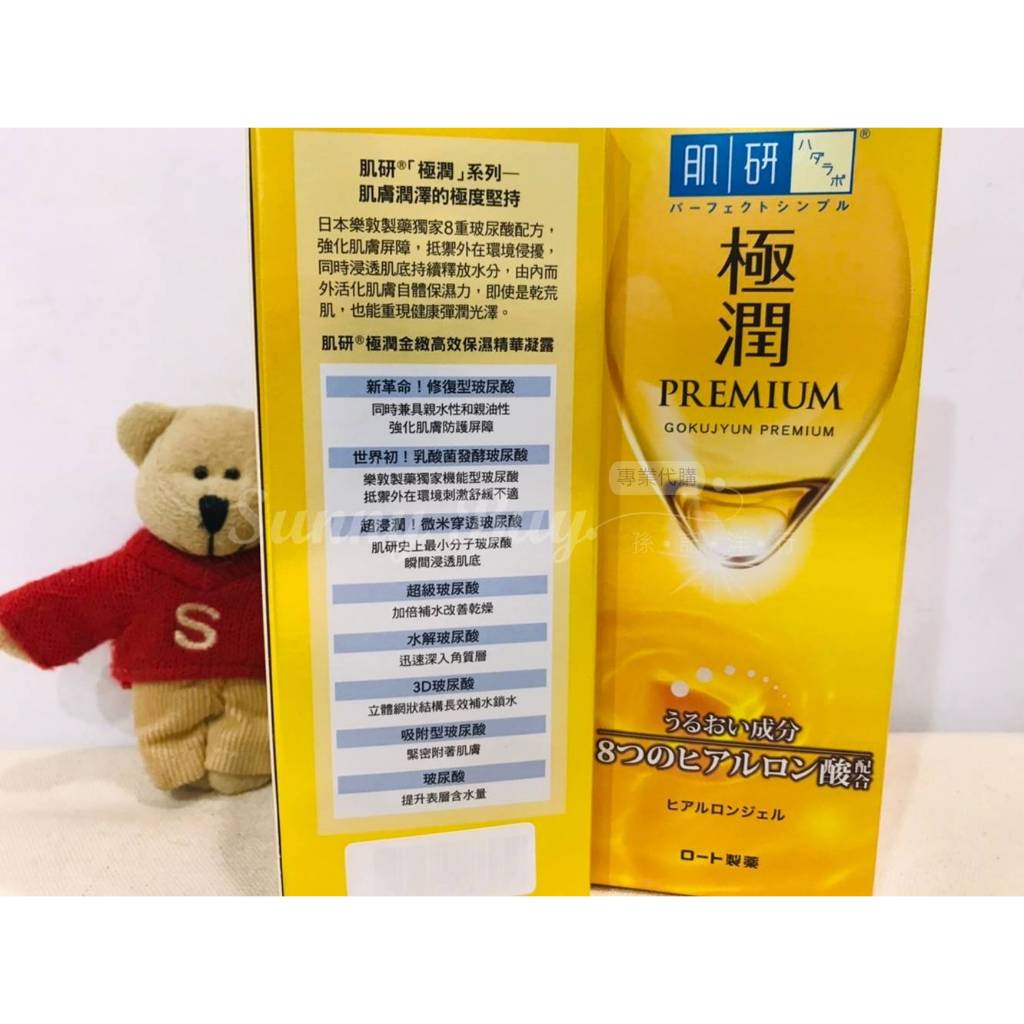 肌研®「極潤」系列—
肌膚潤澤的極度堅持
日本樂敦製藥獨家8重玻尿酸配方，
強化肌膚屏障，抵禦外在環境侵擾，
同時浸透肌底持續釋放水分，由內而
外活化肌膚自體保濕力，即使是乾荒
肌，也能重現健康彈潤光澤。
肌研®極潤金緻高效保濕精華凝露
新革命！修復型玻尿酸
同時兼具親水性和親油性
強化肌膚防護屏障
世界初！乳酸菌發酵玻尿酸
樂敦製藥獨家機能型玻尿酸
抵禦外在環境刺激舒緩不適
超浸潤！微米穿透玻尿酸
肌研史上最小分子玻尿酸
瞬間浸透肌底
超級玻尿酸
加倍補水改善乾燥
水解玻尿酸
迅速深入角質層
3D玻尿酸
立體網狀結構長效補水鎖水
吸附型玻尿酸
緊密附著肌膚
玻尿酸
提升表層含水量
肌研 ハダラボ®
パーフェクトシンプル
極潤
PREMIUM
GOKUJYUN PREMIUM
專業代購
うるおい成分
8つのヒアルロン酸配合
ヒアルロンジェル
ロート製薬
S